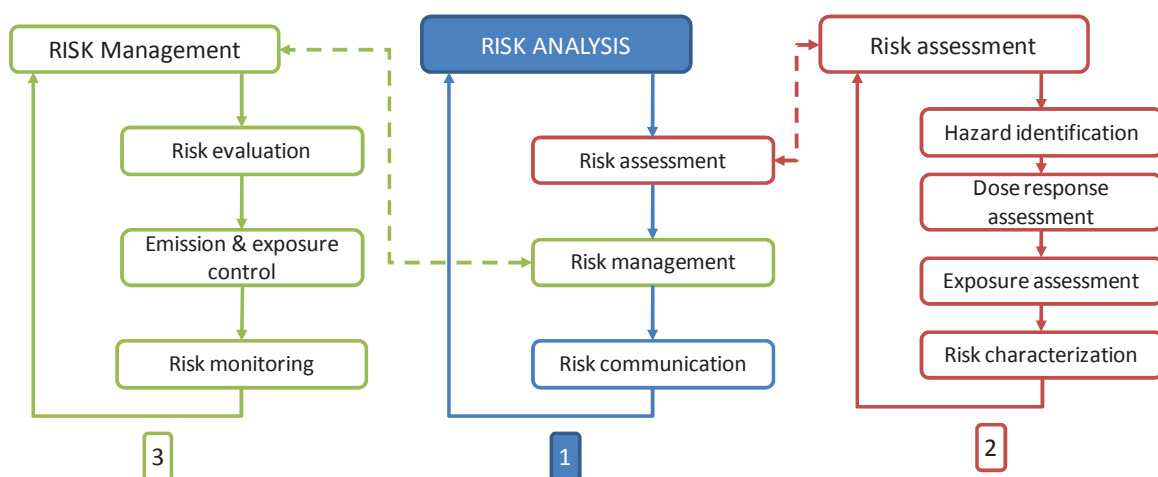 RISK Management
Risk evaluation
Emission & exposure
control
Risk monitoring
3
RISK ANALYSIS
Risk assessment
Risk management
Risk communication
1
Risk assessment
Hazard identification
Dose response
assessment
Exposure assessment
Risk characterization
2